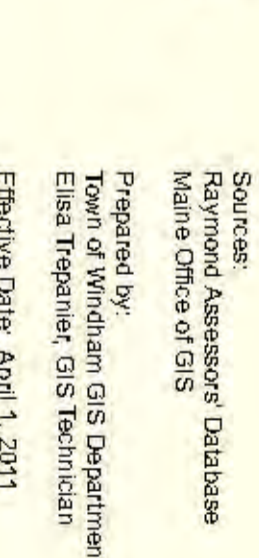 Sources:
Raymond Assessors' Database
Maine Office of GIS
Prepared by:
Town of Windham GIS Departmen
Elisa Trepanier, GIS Technician
Effective Date: April 1, 2011